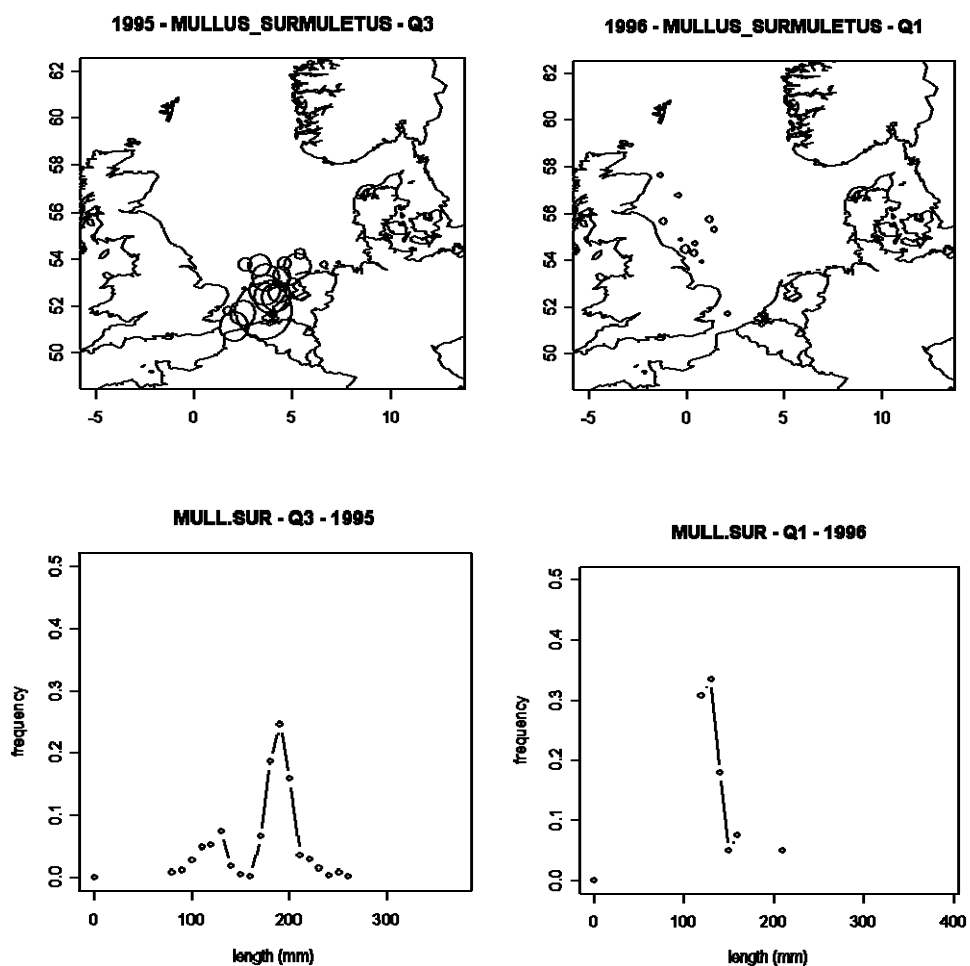 1995 - MULLUS_SURMULETUS - Q3
62
60
58
56
54
52
50
-5 0 5 10
1996 - MULLUS_SURMULETUS - Q1
62
60
58
56
54
52
50
-5 0 5 10
MULL.SUR - Q3 - 1995
frequency
0.5
0.4
0.3
0.2
0.1
0.0
0 100 200 300
length (mm)
MULL.SUR - Q1 - 1996
frequency
0.5
0.4
0.3
0.2
0.1
0.0
0 100 200 300 400
length (mm)